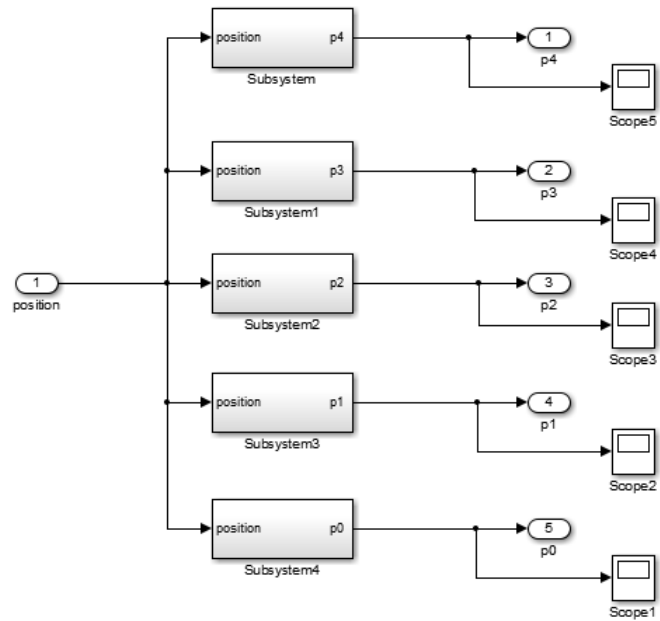 position p4
Subsystem
1
p4
Scope5
position p3
Subsystem1
2
p3
Scope4
1
position
position p2
Subsystem2
3
p2
Scope3
position p1
Subsystem3
4
p1
Scope2
position p0
Subsystem4
5
p0
Scope1